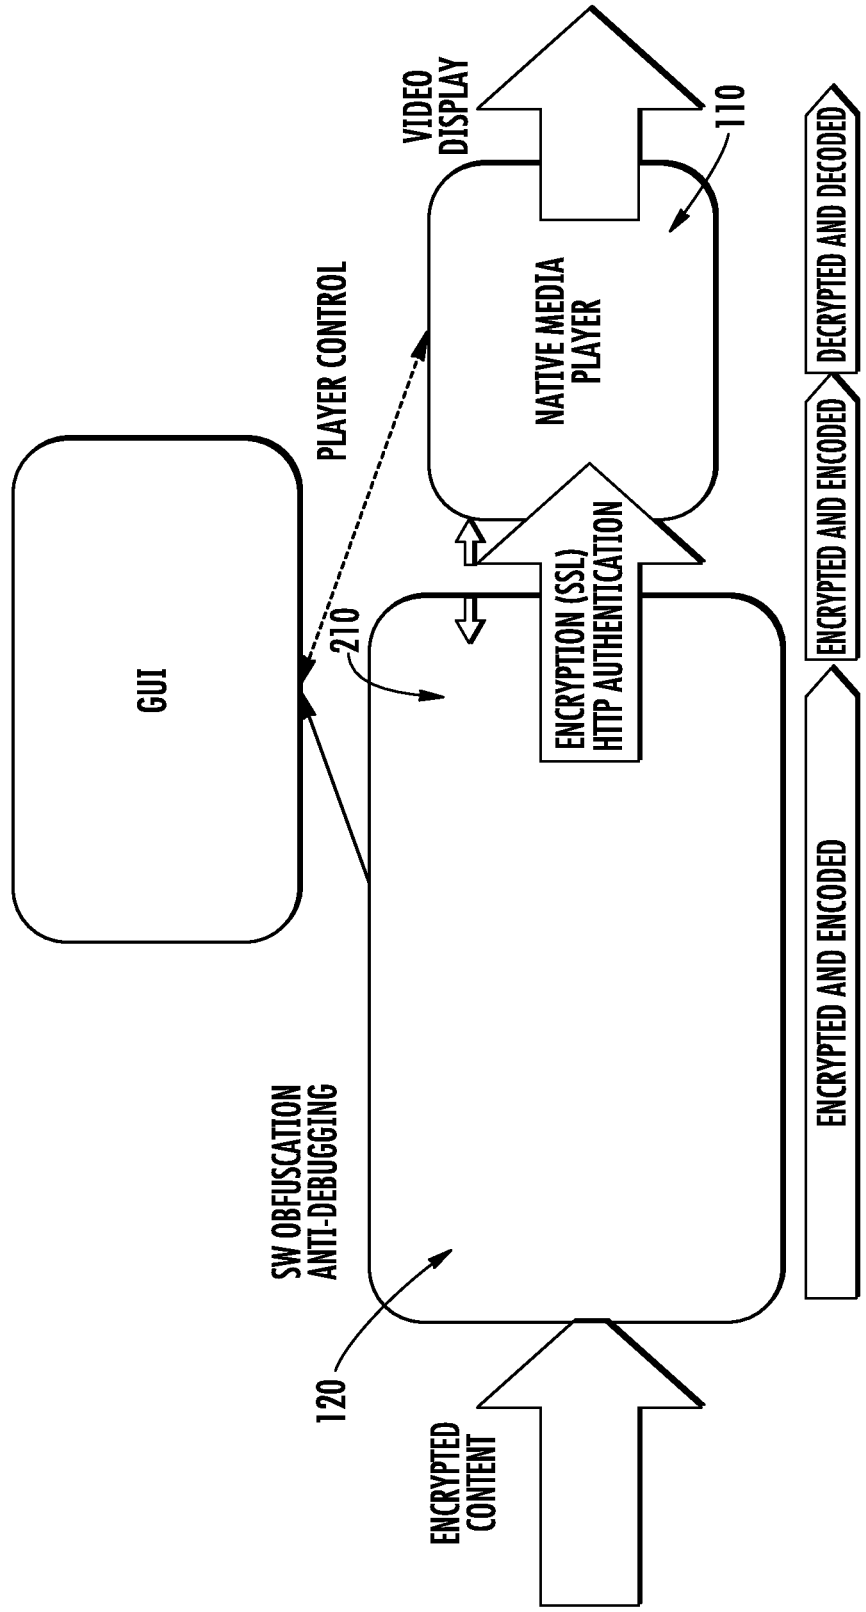 GUI
PLAYER CONTROL
VIDEO
DISPLAY
SW OBFUSCATION
ANTI-DEBUGGING
120
210
110
ENCRYPTED
CONTENT
ENCRYPTION (SSL)
HTTP AUTHENTICATION
NATIVE MEDIA
PLAYER
ENCRYPTED AND ENCODED
ENCRYPTED AND ENCODED
DECRYPTED AND DECODED